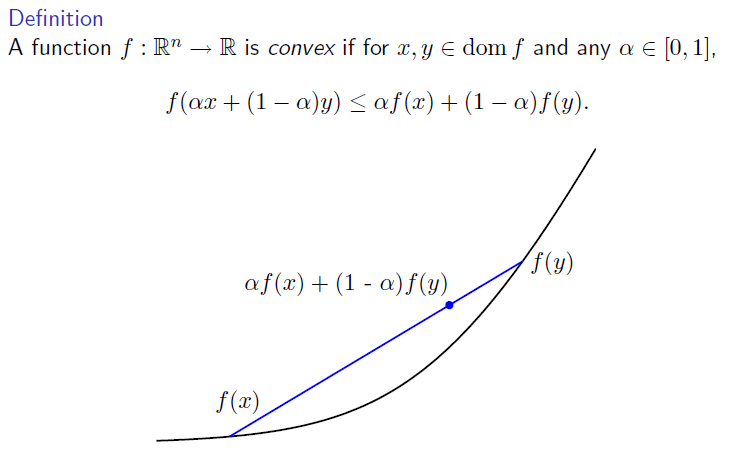 Definition
A function f : ℝⁿ → ℝ is convex if for x, y ∈ dom f and any α ∈ [0, 1],
f(αx + (1 − α)y) ≤ αf(x) + (1 − α)f(y).
f(y)
αf(x) + (1 - α)f(y)
f(x)